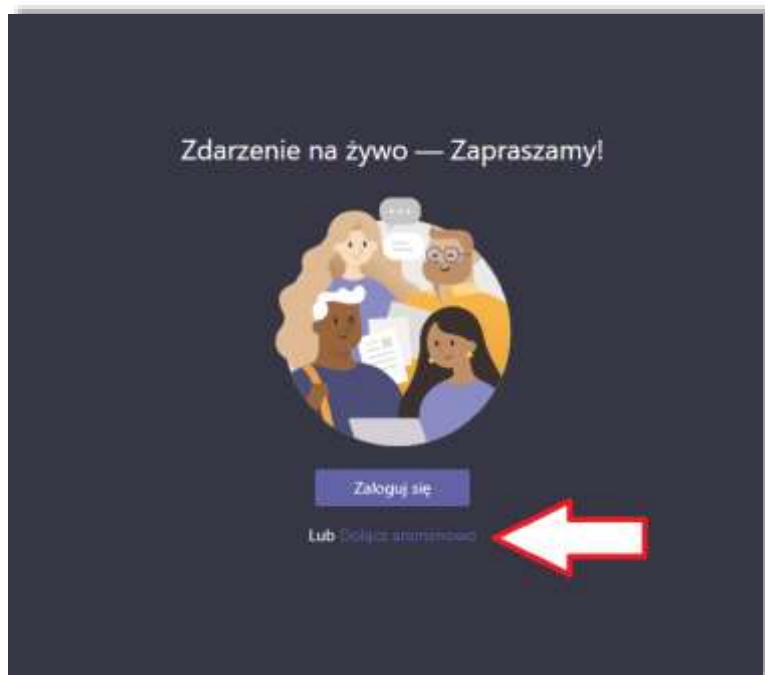 Zdarzenie na żywo — Zapraszamy!
Zaloguj się
Lub Dołącz anonimowo